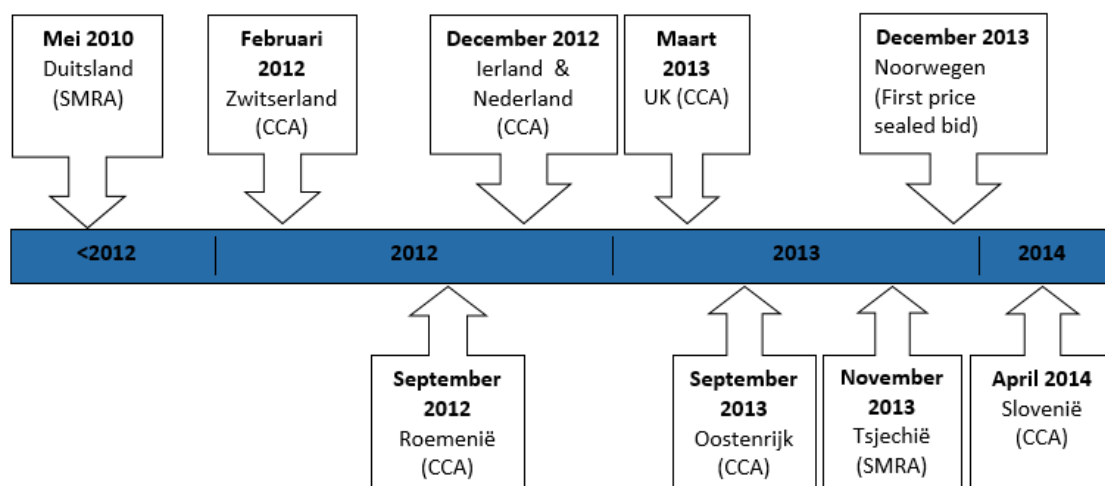 Mei 2010
Duitsland
(SMRA)
Februari
2012
Zwitserland
(CCA)
December 2012
Ierland &
Nederland
(CCA)
Maart
2013
UK (CCA)
December 2013
Noorwegen
(First price
sealed bid)
<2012
2012
2013
2014
September
2012
Roemenië
(CCA)
September
2013
Oostenrijk
(CCA)
November
2013
Tsjechië
(SMRA)
April 2014
Slovenië
(CCA)